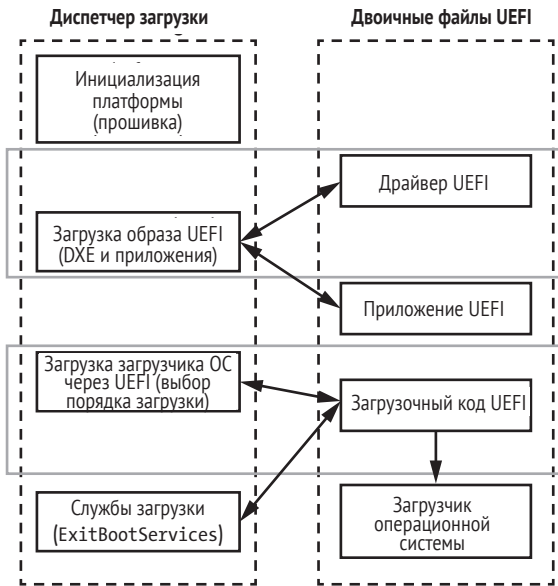 Диспетчер загрузки
Двоичные файлы UEFI
Инициализация
платформы
(прошивка)
Драйвер UEFI
Загрузка образа UEFI
(DXE и приложения)
Приложение UEFI
Загрузка загрузчика ОС
через UEFI (выбор
порядка загрузки)
Загрузочный код UEFI
Службы загрузки
(ExitBootServices)
Загрузчик
операционной
системы